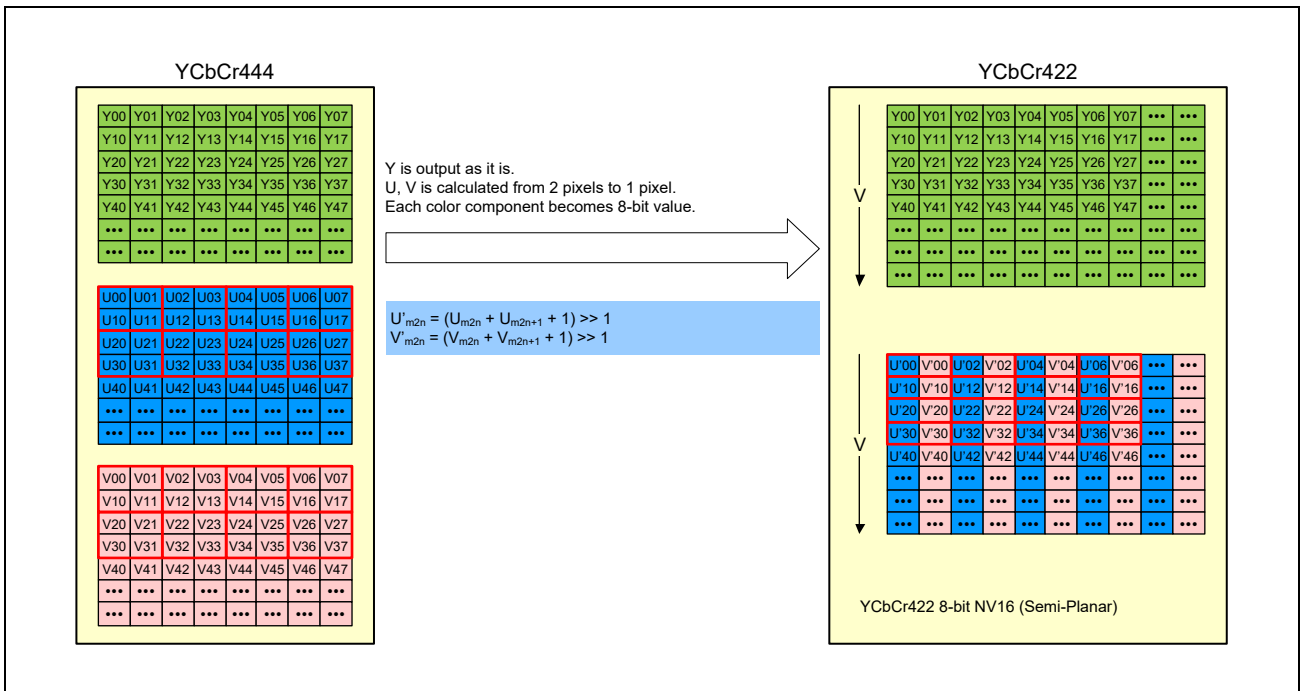 YCbCr444
Y00 Y01 Y02 Y03 Y04 Y05 Y06 Y07
Y10 Y11 Y12 Y13 Y14 Y15 Y16 Y17
Y20 Y21 Y22 Y23 Y24 Y25 Y26 Y27
Y30 Y31 Y32 Y33 Y34 Y35 Y36 Y37
Y40 Y41 Y42 Y43 Y44 Y45 Y46 Y47
••• ••• ••• ••• ••• ••• ••• •••
••• ••• ••• ••• ••• ••• ••• •••
U00 U01 U02 U03 U04 U05 U06 U07
U10 U11 U12 U13 U14 U15 U16 U17
U20 U21 U22 U23 U24 U25 U26 U27
U30 U31 U32 U33 U34 U35 U36 U37
U40 U41 U42 U43 U44 U45 U46 U47
••• ••• ••• ••• ••• ••• ••• •••
••• ••• ••• ••• ••• ••• ••• •••
V00 V01 V02 V03 V04 V05 V06 V07
V10 V11 V12 V13 V14 V15 V16 V17
V20 V21 V22 V23 V24 V25 V26 V27
V30 V31 V32 V33 V34 V35 V36 V37
V40 V41 V42 V43 V44 V45 V46 V47
••• ••• ••• ••• ••• ••• ••• •••
••• ••• ••• ••• ••• ••• ••• •••
Y is output as it is.
U, V is calculated from 2 pixels to 1 pixel.
Each color component becomes 8-bit value.
U'm2n = (Um2n + Um2n+1 + 1) >> 1
V'm2n = (Vm2n + Vm2n+1 + 1) >> 1
YCbCr422
V
Y00 Y01 Y02 Y03 Y04 Y05 Y06 Y07 ••• •••
Y10 Y11 Y12 Y13 Y14 Y15 Y16 Y17 ••• •••
Y20 Y21 Y22 Y23 Y24 Y25 Y26 Y27 ••• •••
Y30 Y31 Y32 Y33 Y34 Y35 Y36 Y37 ••• •••
Y40 Y41 Y42 Y43 Y44 Y45 Y46 Y47 ••• •••
••• ••• ••• ••• ••• ••• ••• ••• ••• •••
••• ••• ••• ••• ••• ••• ••• ••• ••• •••
••• ••• ••• ••• ••• ••• ••• ••• ••• •••
V
U'00 V'00 U'02 V'02 U'04 V'04 U'06 V'06 ••• •••
U'10 V'10 U'12 V'12 U'14 V'14 U'16 V'16 ••• •••
U'20 V'20 U'22 V'22 U'24 V'24 U'26 V'26 ••• •••
U'30 V'30 U'32 V'32 U'34 V'34 U'36 V'36 ••• •••
U'40 V'40 U'42 V'42 U'44 V'44 U'46 V'46 ••• •••
••• ••• ••• ••• ••• ••• ••• ••• ••• •••
••• ••• ••• ••• ••• ••• ••• ••• ••• •••
••• ••• ••• ••• ••• ••• ••• ••• ••• •••
YCbCr422 8-bit NV16 (Semi-Planar)